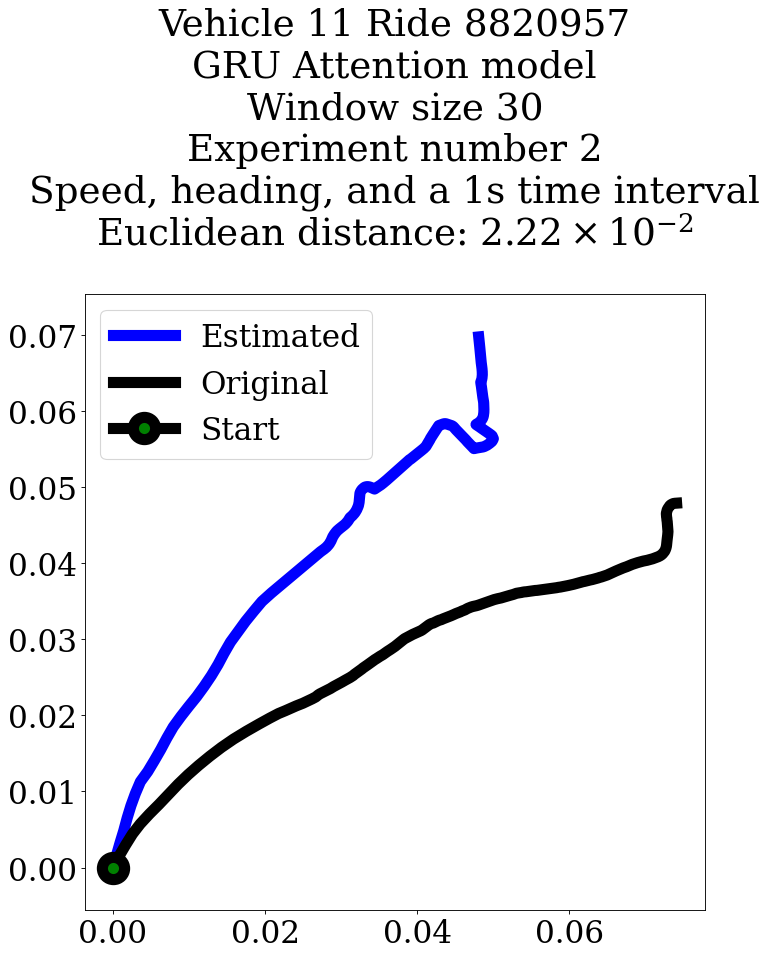 Vehicle 11 Ride 8820957
GRU Attention model
Window size 30
Experiment number 2
Speed, heading, and a 1s time interval
Euclidean distance: 2.22 × 10⁻²
Estimated
Original
Start
0.07
0.06
0.05
0.04
0.03
0.02
0.01
0.00
0.00 0.02 0.04 0.06